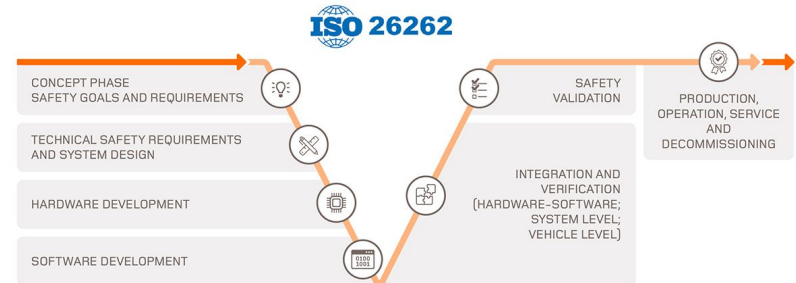 ISO 26262
CONCEPT PHASE
SAFETY GOALS AND REQUIREMENTS
TECHNICAL SAFETY REQUIREMENTS
AND SYSTEM DESIGN
HARDWARE DEVELOPMENT
SOFTWARE DEVELOPMENT
0100
1001
SAFETY
VALIDATION
INTEGRATION AND
VERIFICATION
(HARDWARE-SOFTWARE;
SYSTEM LEVEL;
VEHICLE LEVEL)
PRODUCTION,
OPERATION, SERVICE
AND
DECOMMISSIONING